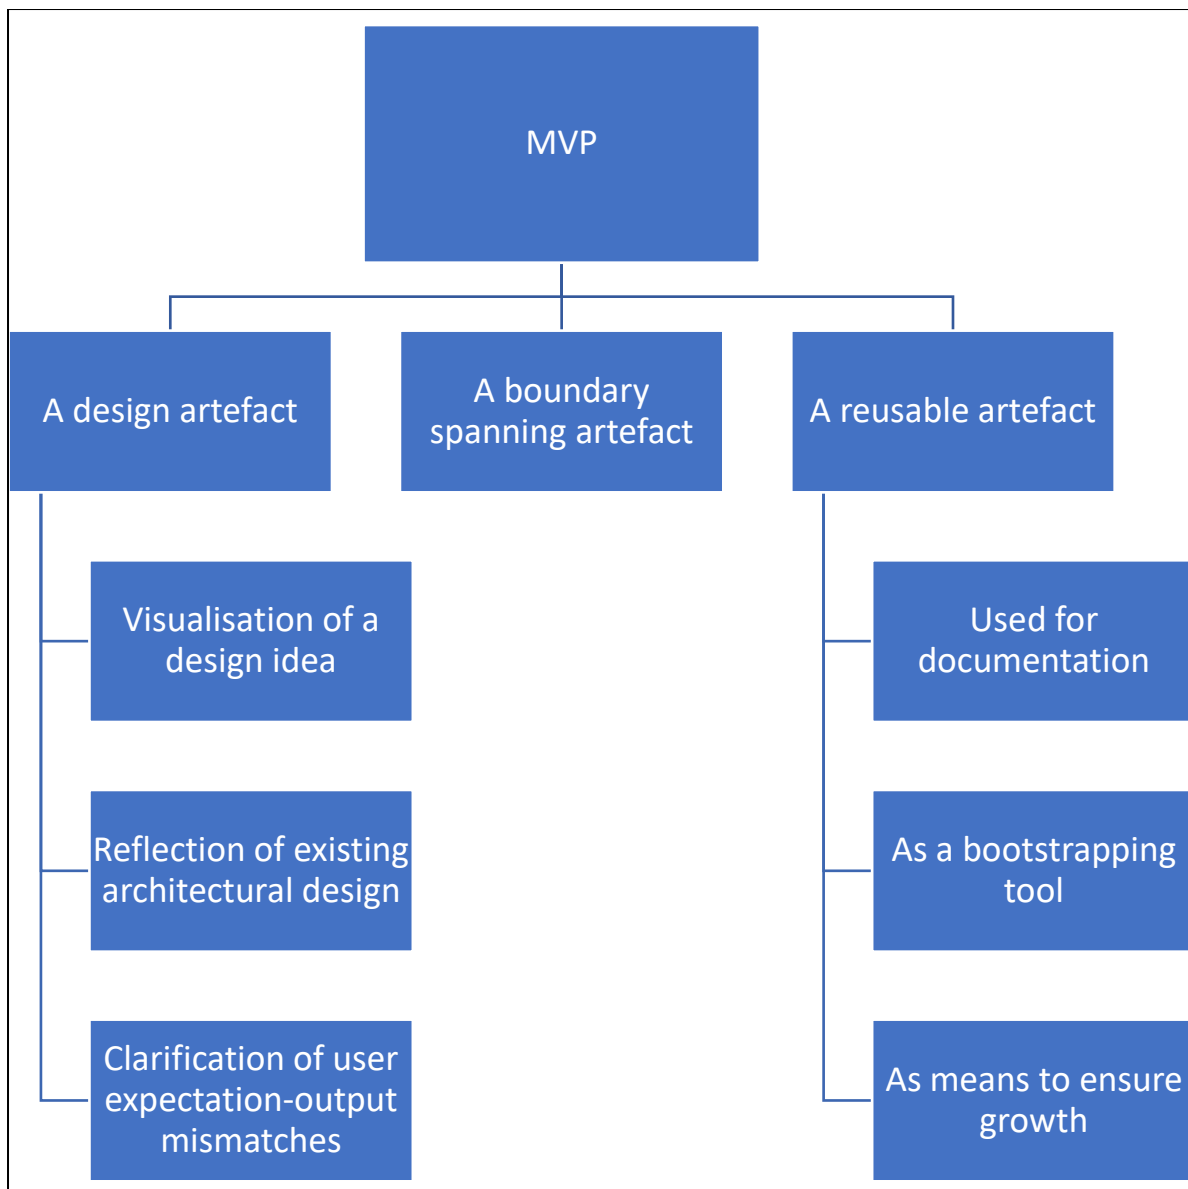 MVP
A design artefact
A boundary
spanning artefact
A reusable artefact
Visualisation of a
design idea
Reflection of existing
architectural design
Clarification of user
expectation-output
mismatches
Used for
documentation
As a bootstrapping
tool
As means to ensure
growth